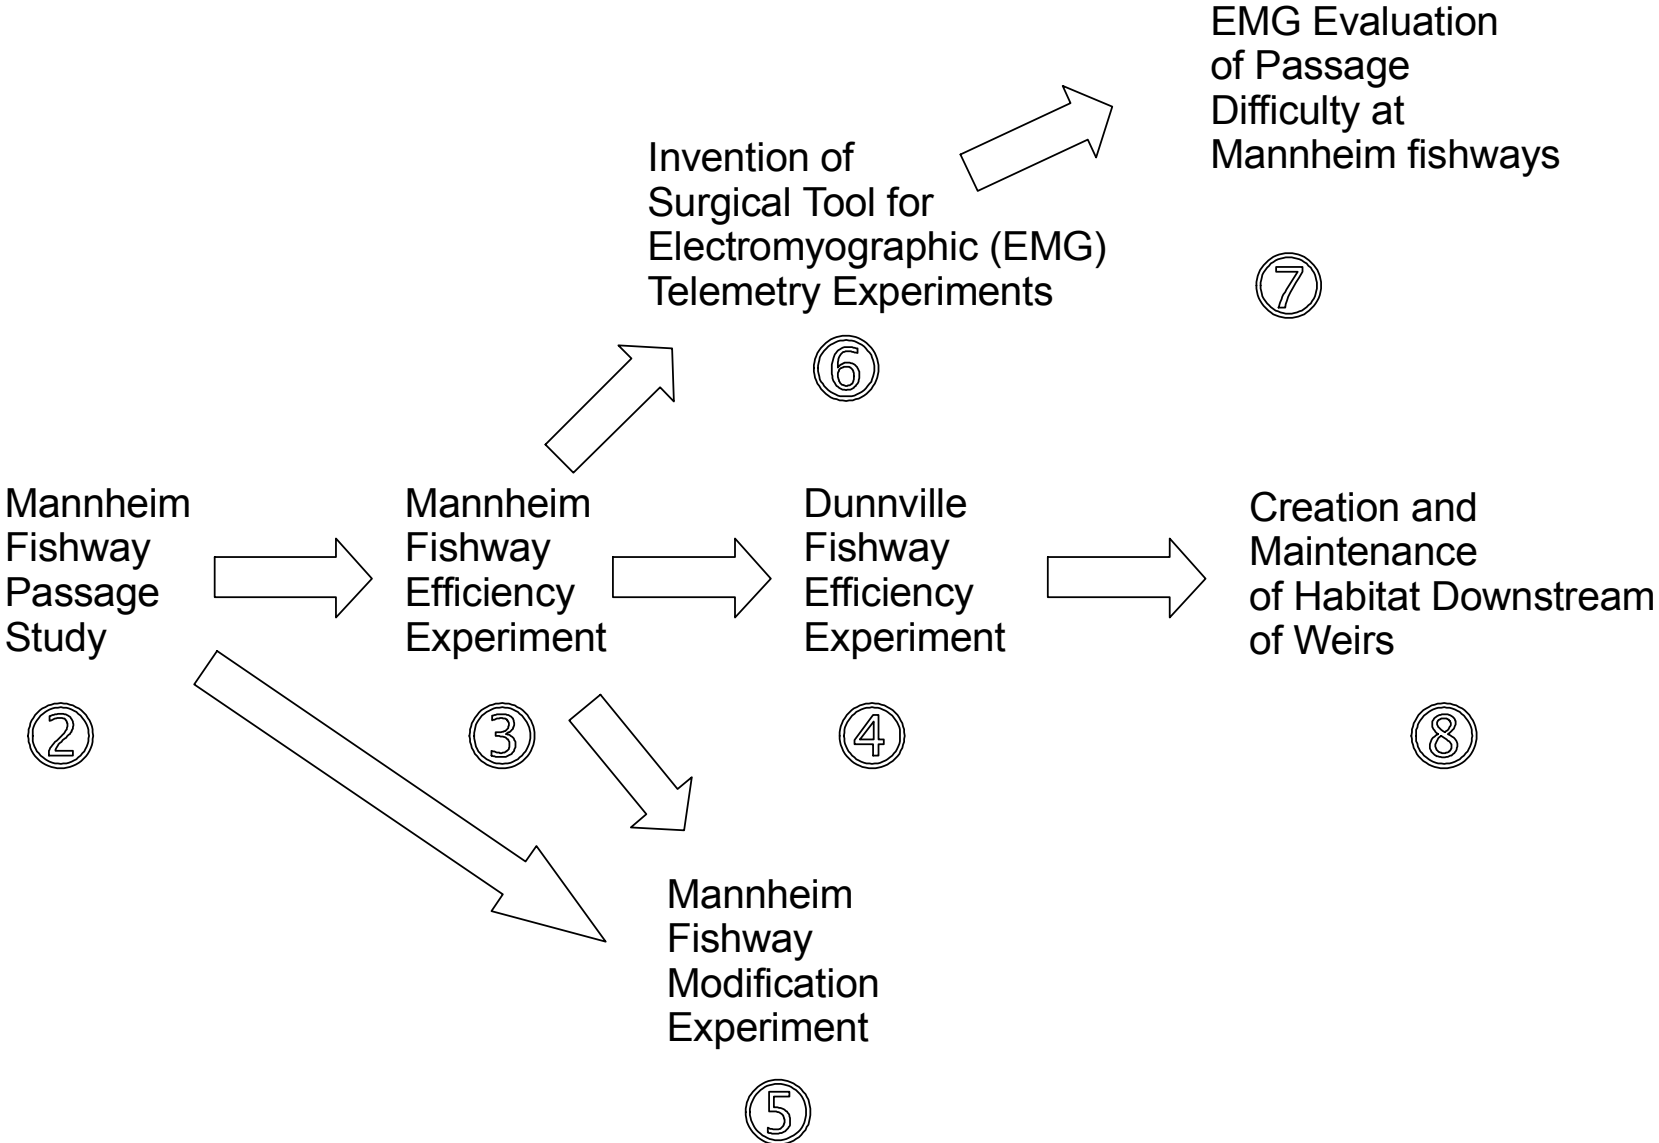 EMG Evaluation
of Passage
Difficulty at
Mannheim fishways
⑦
Invention of
Surgical Tool for
Electromyographic (EMG)
Telemetry Experiments
⑥
Mannheim
Fishway
Passage
Study
②
Mannheim
Fishway
Efficiency
Experiment
③
Dunnville
Fishway
Efficiency
Experiment
④
Creation and
Maintenance
of Habitat Downstream
of Weirs
⑧
Mannheim
Fishway
Modification
Experiment
⑤